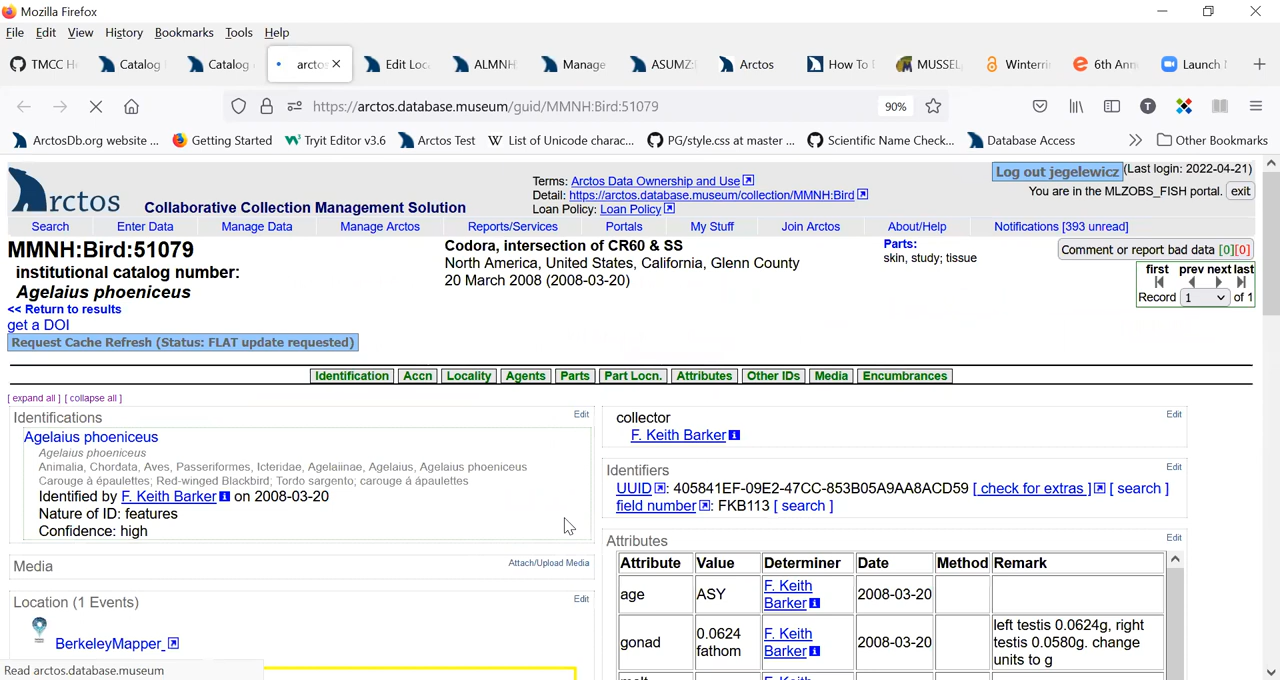 Mozilla Firefox
File Edit View History Bookmarks Tools Help
TMCC H Catalog Catalog arctos Edit Loc ALMNH Manage ASUMZ: Arctos How To MUSSEL Winterri 6th Ann Launch
https://arctos.database.museum/guid/MMNH:Bird:51079 90% T
ArctosDb.org website ... Getting Started Tryit Editor v3.6 Arctos Test W List of Unicode charac... PG/style.css at master ... Scientific Name Check... Database Access Other Bookmarks
arctos
Collaborative Collection Management Solution
Terms: Arctos Data Ownership and Use
Detail: https://arctos.database.museum/collection/MMNH:Bird
Loan Policy: Loan Policy
Log out jegelewicz (Last login: 2022-04-21)
You are in the MLZOBS_FISH portal. exit
Search Enter Data Manage Data Manage Arctos Reports/Services Portals My Stuff Join Arctos About/Help Notifications [393 unread]
MMNH:Bird:51079
institutional catalog number:
Agelaius phoeniceus
<< Return to results
get a DOI
Request Cache Refresh (Status: FLAT update requested)
Codora, intersection of CR60 & SS
North America, United States, California, Glenn County
20 March 2008 (2008-03-20)
Parts:
skin, study; tissue
Comment or report bad data [0][0]
first prev next last
Record 1 of 1
Identification Accn Locality Agents Parts Part Locn. Attributes Other IDs Media Encumbrances
[ expand all ] [ collapse all ]
Identifications Edit
Agelaius phoeniceus
Agelaius phoeniceus
Animalia, Chordata, Aves, Passeriformes, Icteridae, Agelaiinae, Agelaius, Agelaius phoeniceus
Carouge à épaulettes; Red-winged Blackbird; Tordo sargento; carouge à épaulettes
Identified by F. Keith Barker on 2008-03-20
Nature of ID: features
Confidence: high
Media Attach/Upload Media
Location (1 Events) Edit
BerkeleyMapper
Read arctos.database.museum
collector Edit
F. Keith Barker
Identifiers Edit
UUID: 405841EF-09E2-47CC-853B05A9AA8ACD59 [ check for extras ] [ search ]
field number: FKB113 [ search ]
Attributes Edit
Attribute Value Determiner Date Method Remark
age ASY F. Keith Barker 2008-03-20
gonad 0.0624 fathom F. Keith Barker 2008-03-20 left testis 0.0624g, right testis 0.0580g. change units to g